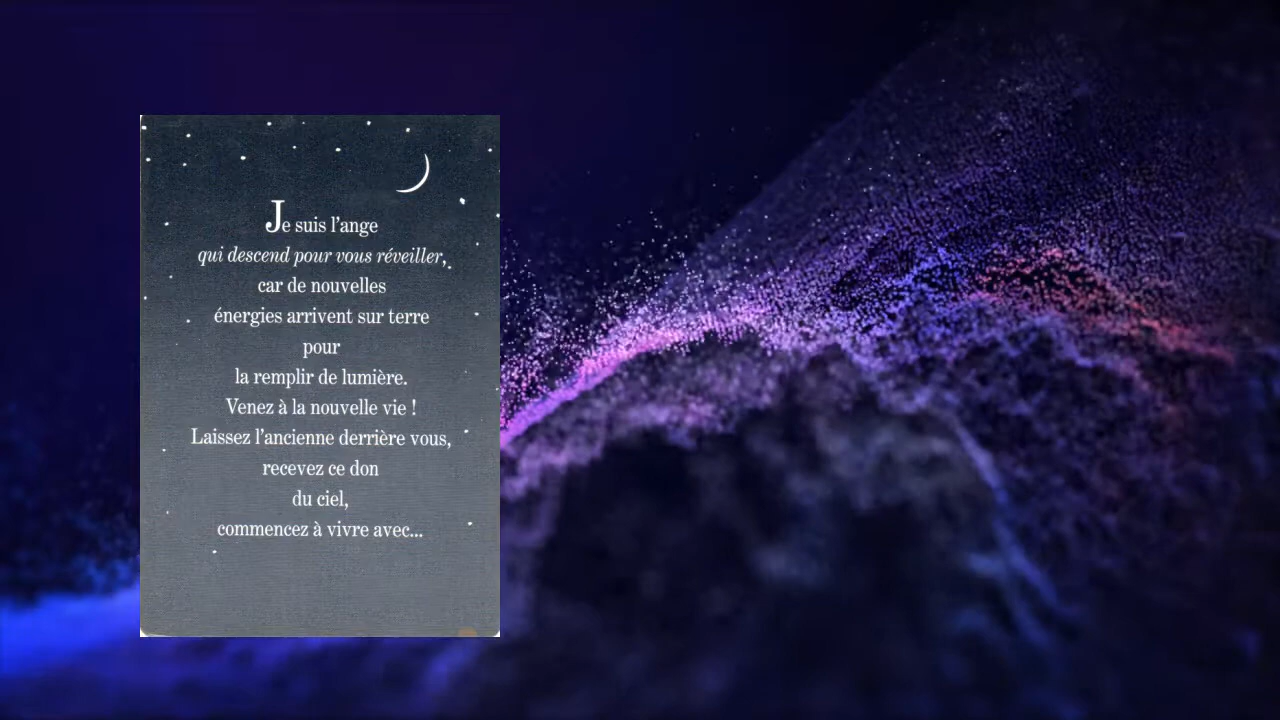 Je suis l'ange
qui descend pour vous réveiller,
car de nouvelles
énergies arrivent sur terre
pour
la remplir de lumière.
Venez à la nouvelle vie !
Laissez l'ancienne derrière vous,
recevez ce don
du ciel,
commencez à vivre avec...